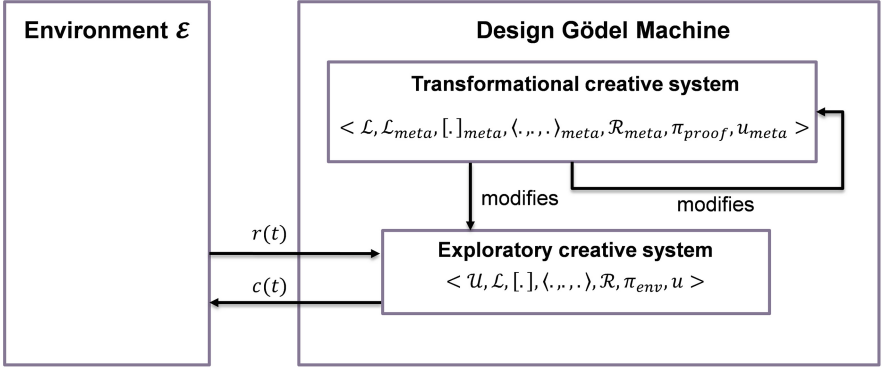 Environment ℰ
Design Gödel Machine
Transformational creative system
< ℒ, ℒ_meta, [.]_meta, ⟨.,.,.⟩_meta, ℛ_meta, π_proof, u_meta >
modifies
modifies
r(t)
Exploratory creative system
< 𝒰, ℒ, [.], ⟨.,.,.⟩, ℛ, π_env, u >
c(t)